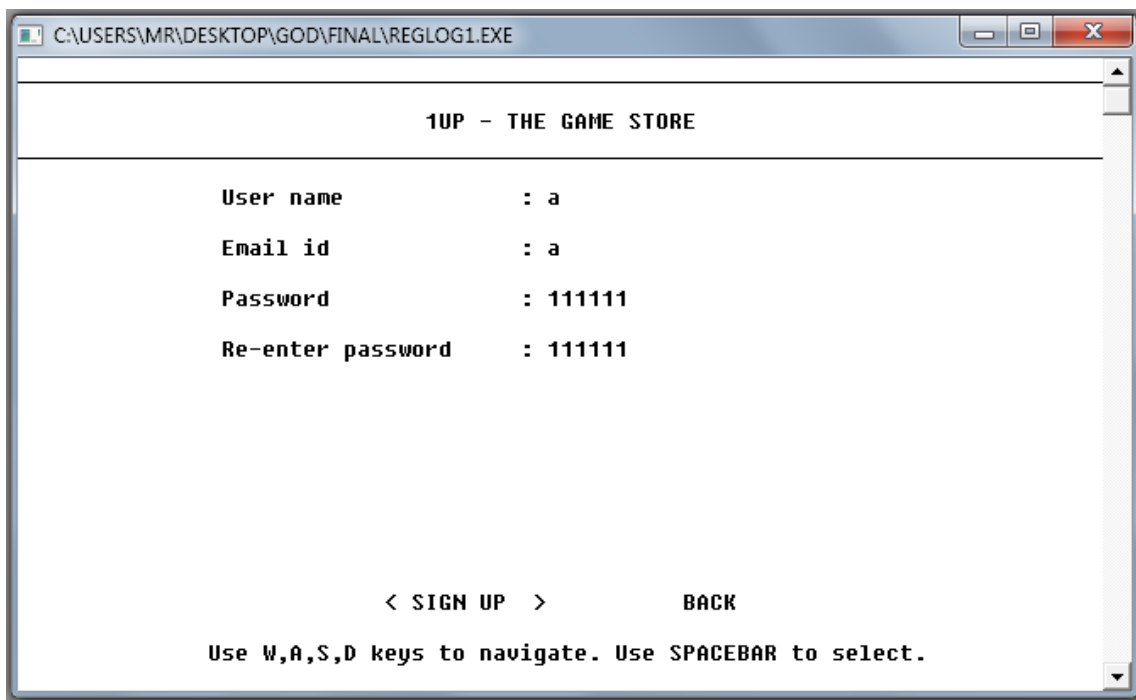 C:\USERS\MR\DESKTOP\GOD\FINAL\REGLOG1.EXE
1UP - THE GAME STORE
User name : a
Email id : a
Password : 111111
Re-enter password : 111111
< SIGN UP > BACK
Use W,A,S,D keys to navigate. Use SPACEBAR to select.